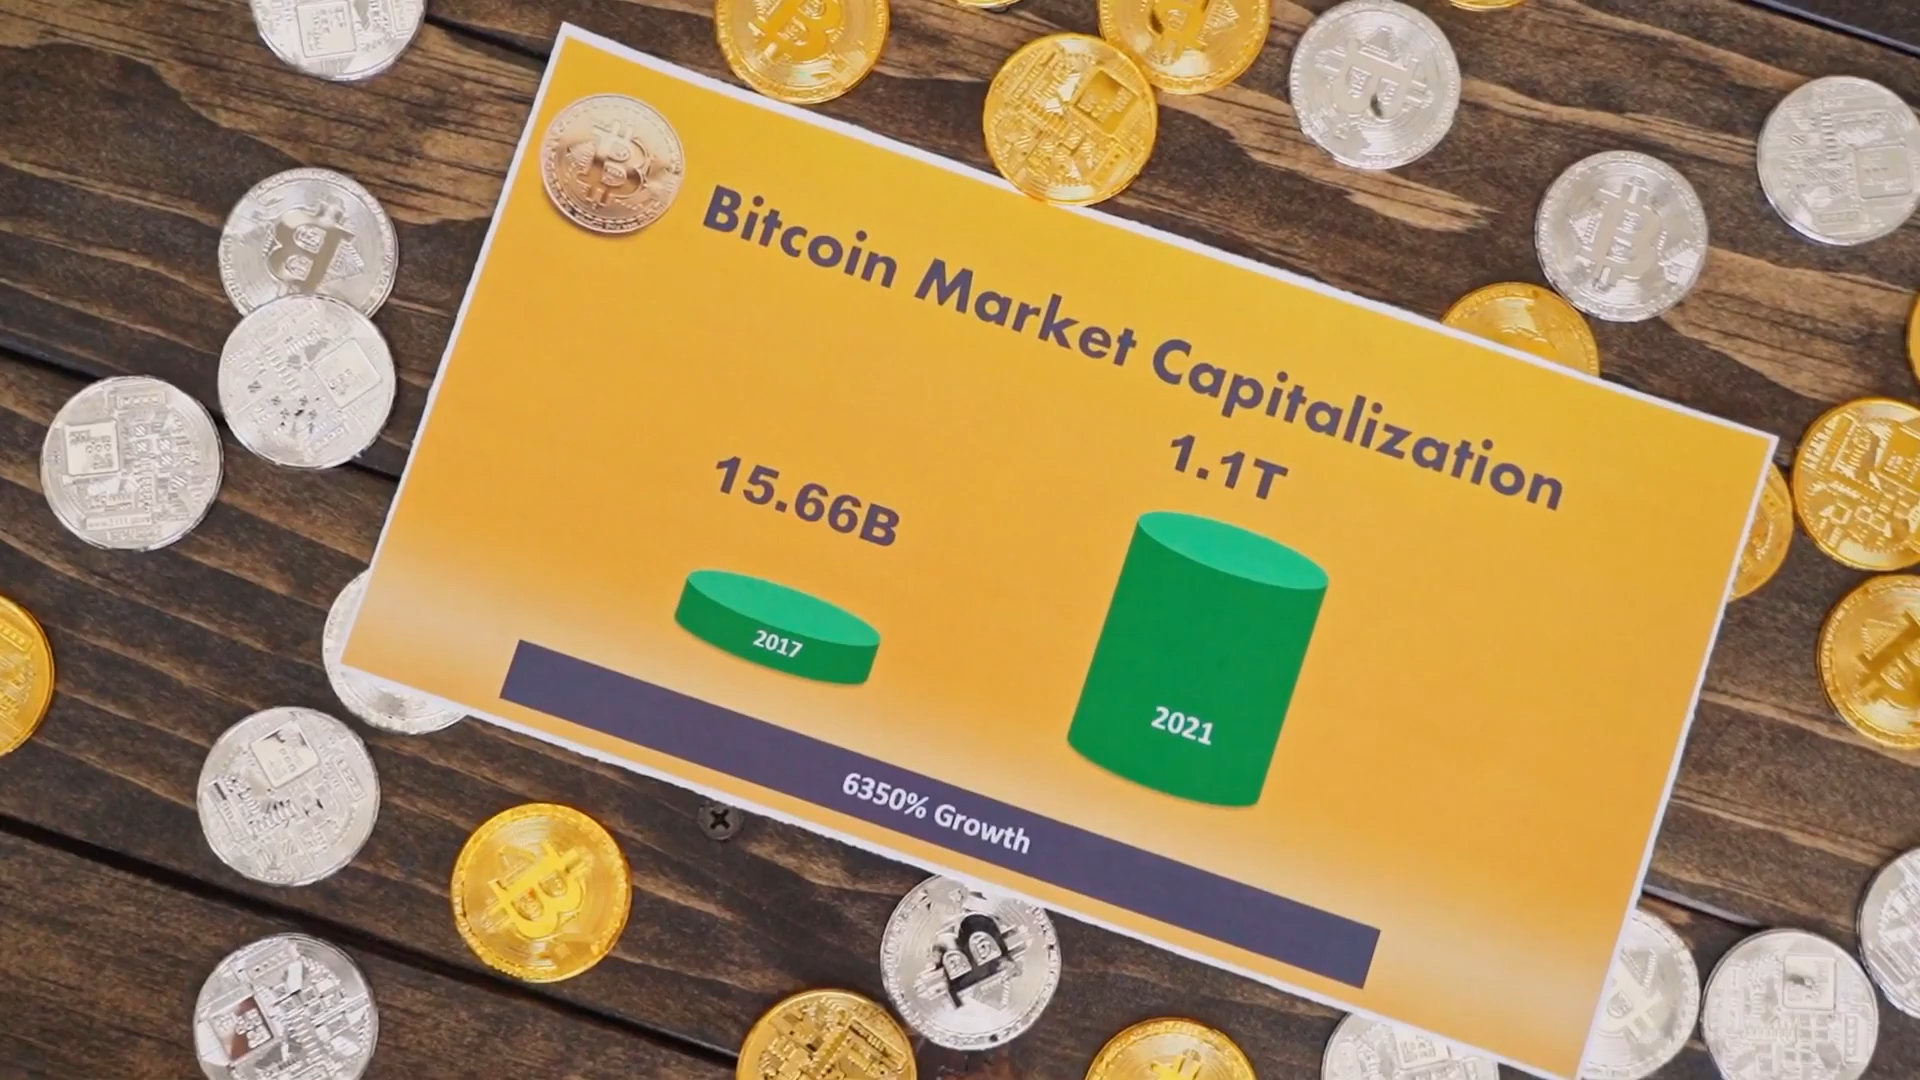 Bitcoin Market Capitalization
15.66B
1.1T
2017
2021
6350% Growth